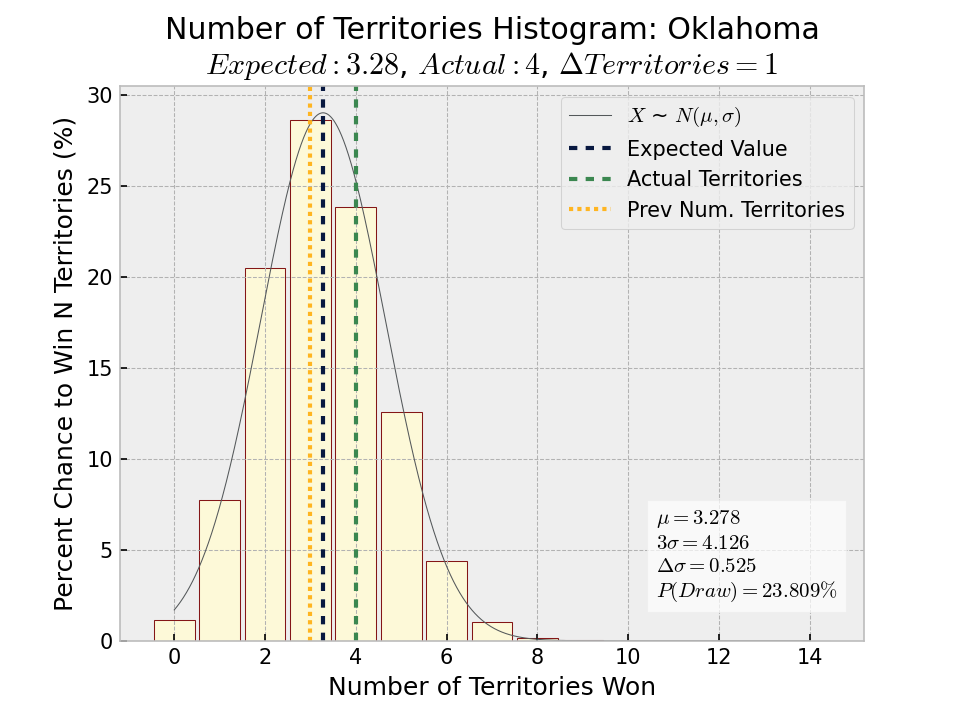 Number of Territories Histogram: Oklahoma
Expected : 3.28, Actual : 4, ΔTerritories = 1
Percent Chance to Win N Territories (%)
30
25
20
15
10
5
0
X ~ N(μ, σ)
Expected Value
Actual Territories
Prev Num. Territories
μ = 3.278
3σ = 4.126
Δσ = 0.525
P(Draw) = 23.809%
0 2 4 6 8 10 12 14
Number of Territories Won